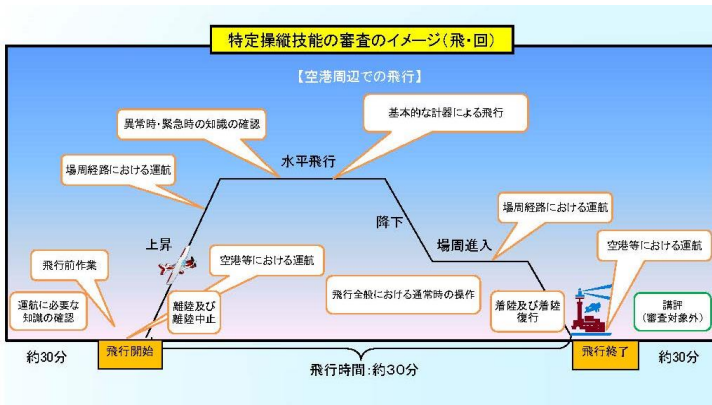 特定操縦技能の審査のイメージ(飛・回)
【空港周辺での飛行】
異常時・緊急時の知識の確認
基本的な計器による飛行
水平飛行
場周経路における運航
場周経路における運航
降下
上昇
場周進入
飛行前作業
空港等における運航
空港等における運航
運航に必要な
知識の確認
離陸及び
離陸中止
飛行全般における通常時の操作
着陸及び着陸
復行
講評
(審査対象外)
約30分
飛行開始
飛行時間:約30分
飛行終了
約30分